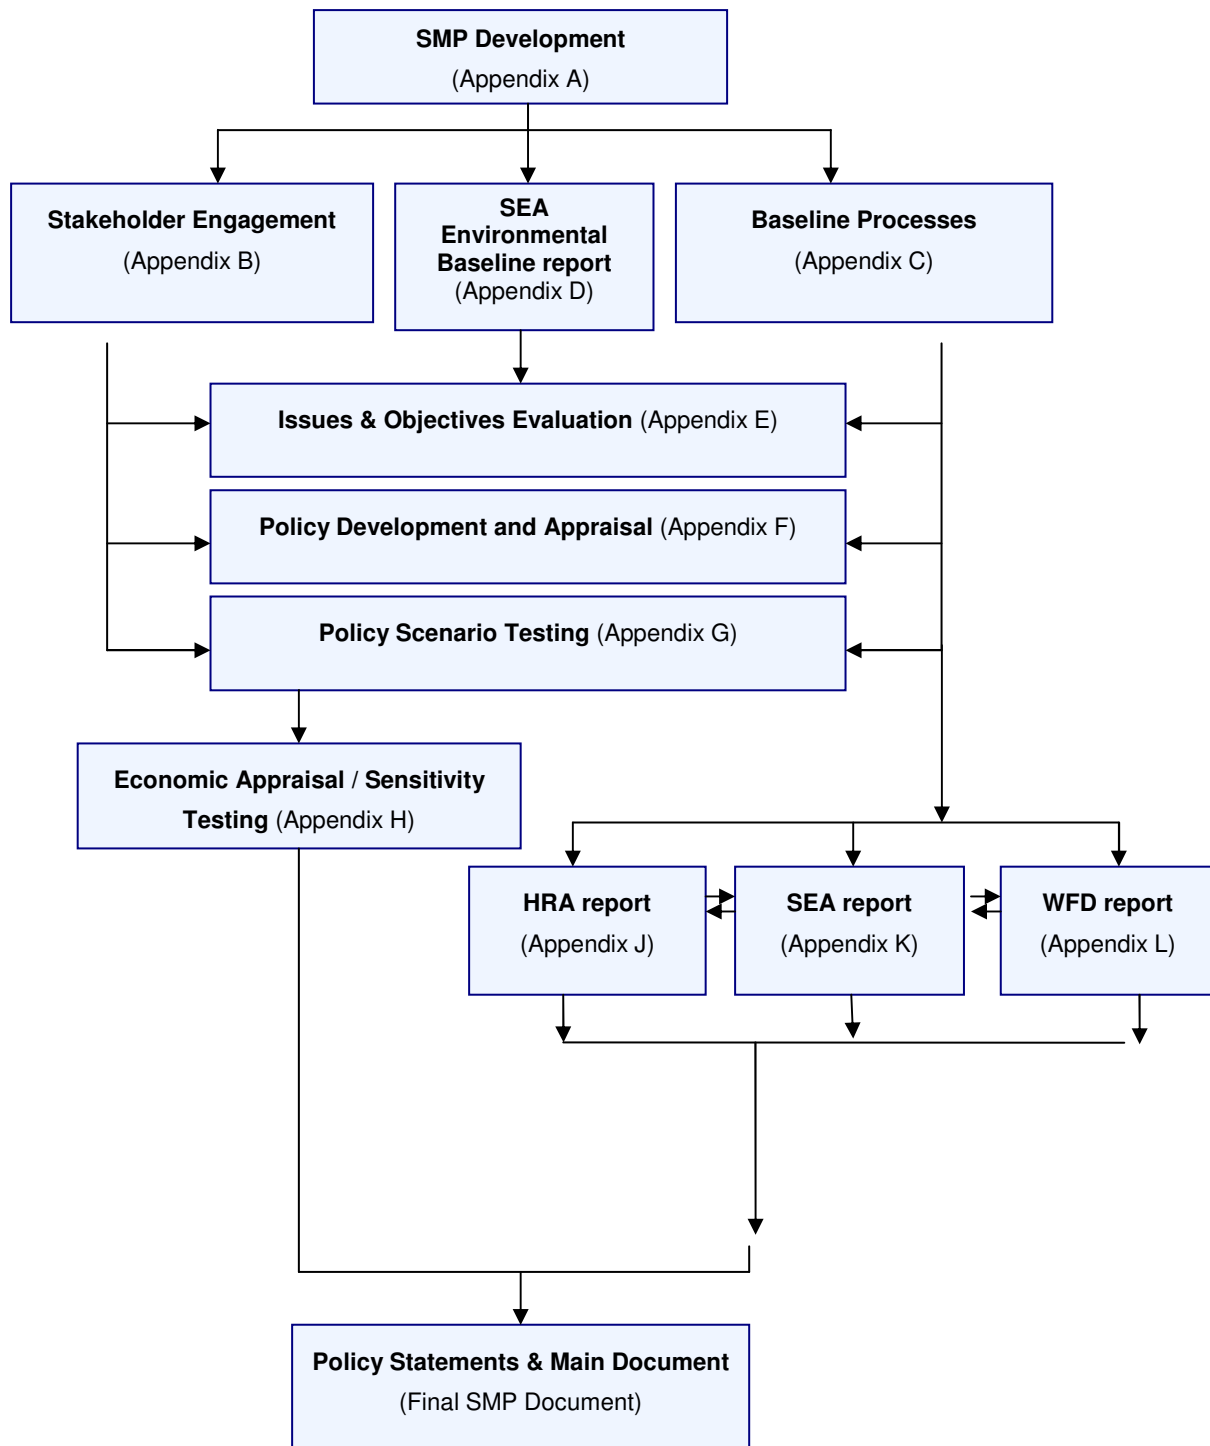 SMP Development
(Appendix A)
Stakeholder Engagement
(Appendix B)
SEA
Environmental
Baseline report
(Appendix D)
Baseline Processes
(Appendix C)
Issues & Objectives Evaluation (Appendix E)
Policy Development and Appraisal (Appendix F)
Policy Scenario Testing (Appendix G)
Economic Appraisal / Sensitivity
Testing (Appendix H)
HRA report
(Appendix J)
SEA report
(Appendix K)
WFD report
(Appendix L)
Policy Statements & Main Document
(Final SMP Document)